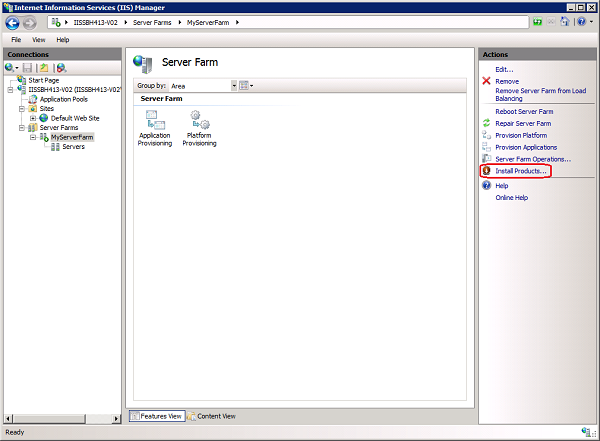 Internet Information Services (IIS) Manager
IISSBH413-V02 Server Farms MyServerFarm
File View Help
Connections
Start Page
IISSBH413-V02 (IISSBH413-V02\
Application Pools
Sites
Default Web Site
Server Farms
MyServerFarm
Servers
Server Farm
Group by: Area
Server Farm
Application Provisioning
Platform Provisioning
Features View Content View
Actions
Edit...
Remove
Remove Server Farm from Load
Balancing
Reboot Server Farm
Repair Server Farm
Provision Platform
Provision Applications
Server Farm Operations...
Install Products...
Help
Online Help
Ready